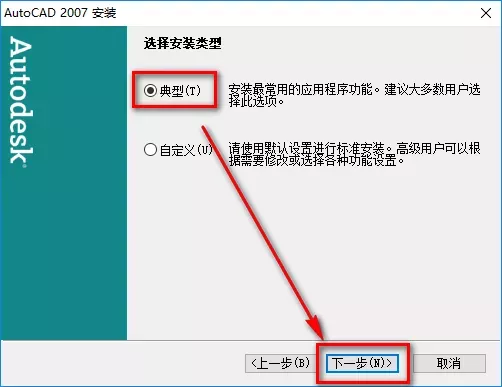 AutoCAD 2007 安装
Autodesk
选择安装类型
典型(T)
安装最常用的应用程序功能。建议大多数用户选
择此选项。
自定义(U)
请使用默认设置进行标准安装。高级用户可以根
据需要修改或选择各种功能设置。
<上一步(B)
下一步(N)>
取消